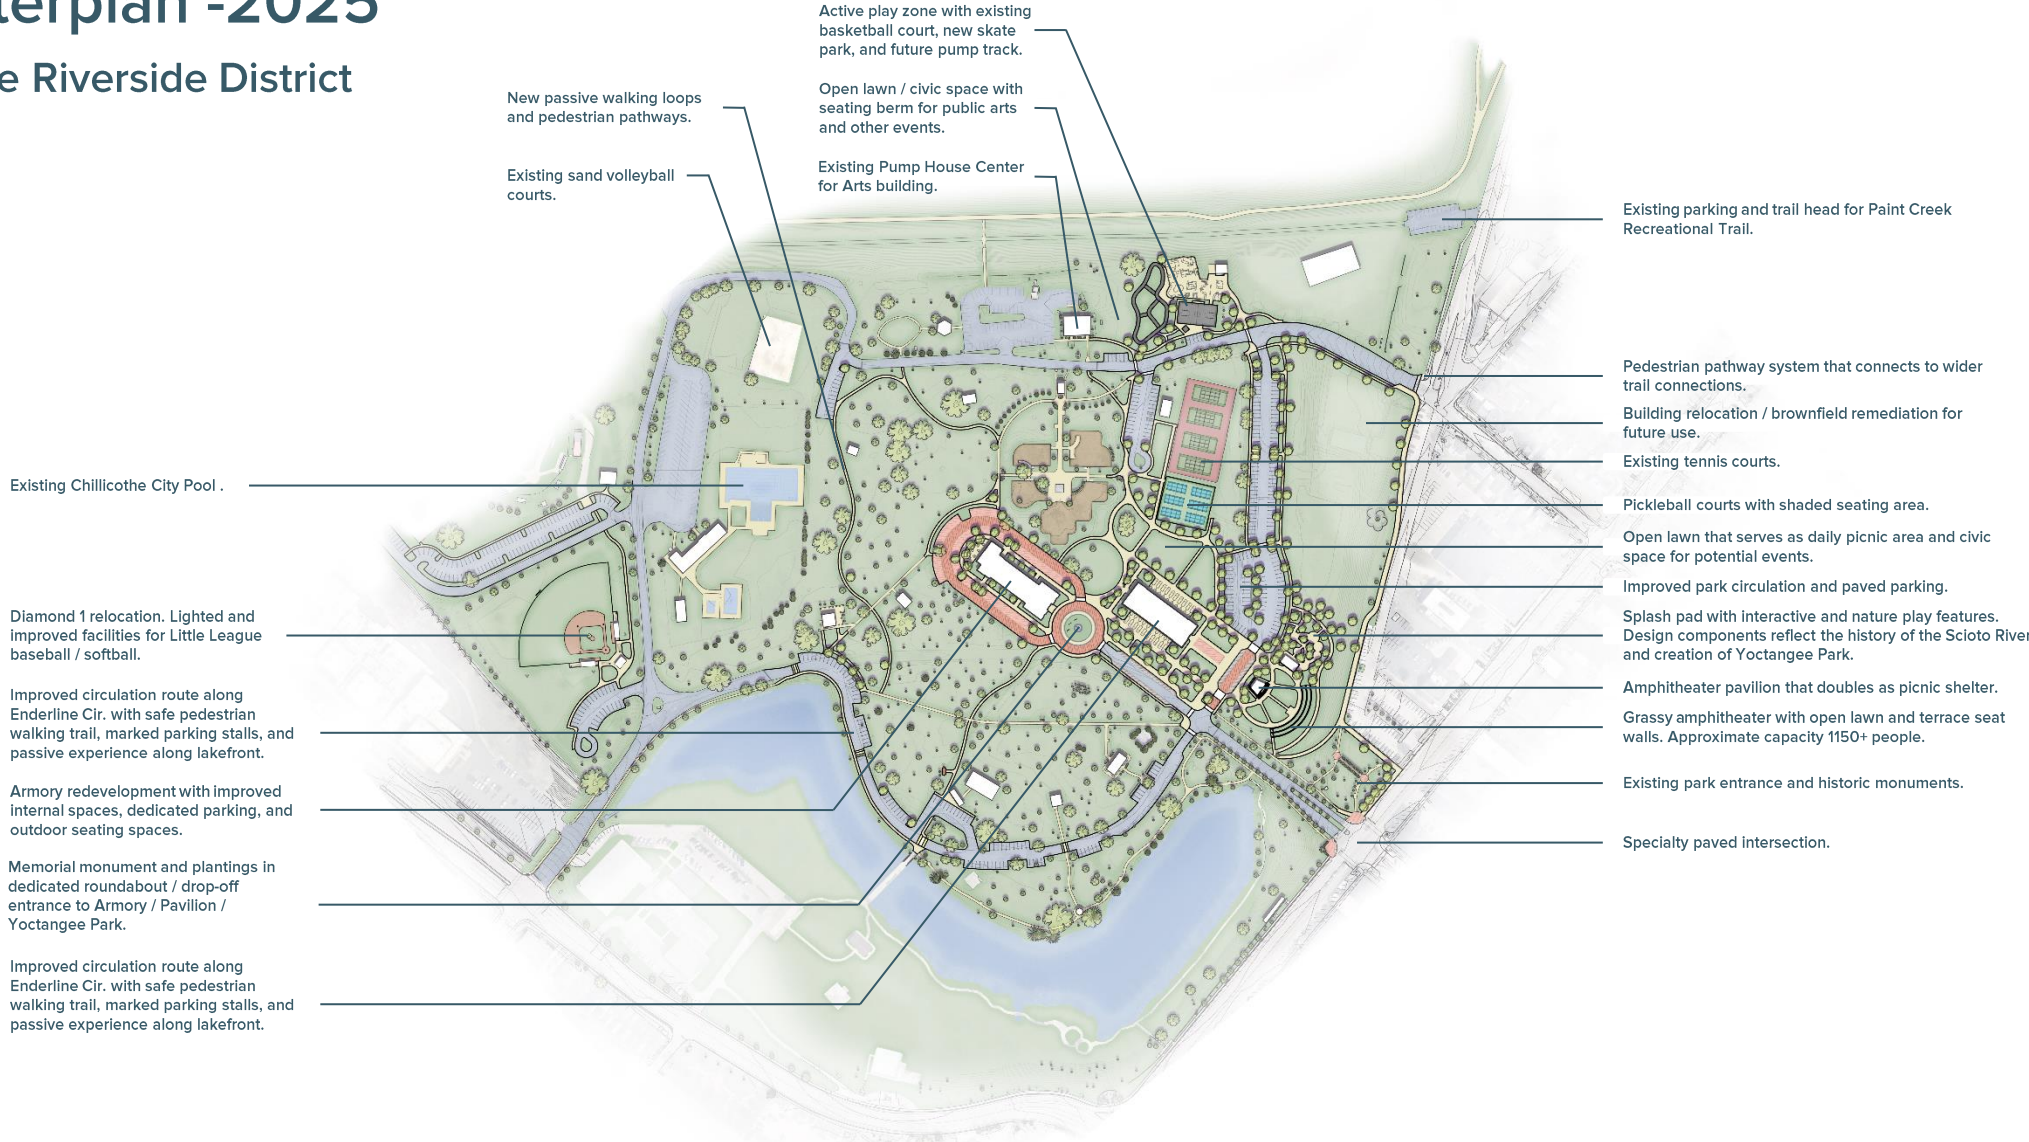 terplan -2025
e Riverside District
Active play zone with existing
basketball court, new skate
park, and future pump track.
Open lawn / civic space with
seating berm for public arts
and other events.
Existing Pump House Center
for Arts building.
New passive walking loops
and pedestrian pathways.
Existing sand volleyball
courts.
Existing Chillicothe City Pool .
Diamond 1 relocation. Lighted and
improved facilities for Little League
baseball / softball.
Improved circulation route along
Enderline Cir. with safe pedestrian
walking trail, marked parking stalls, and
passive experience along lakefront.
Armory redevelopment with improved
internal spaces, dedicated parking, and
outdoor seating spaces.
Memorial monument and plantings in
dedicated roundabout / drop-off
entrance to Armory / Pavilion /
Yoctangee Park.
Improved circulation route along
Enderline Cir. with safe pedestrian
walking trail, marked parking stalls, and
passive experience along lakefront.
Existing parking and trail head for Paint Creek
Recreational Trail.
Pedestrian pathway system that connects to wider
trail connections.
Building relocation / brownfield remediation for
future use.
Existing tennis courts.
Pickleball courts with shaded seating area.
Open lawn that serves as daily picnic area and civic
space for potential events.
Improved park circulation and paved parking.
Splash pad with interactive and nature play features.
Design components reflect the history of the Scioto River
and creation of Yoctangee Park.
Amphitheater pavilion that doubles as picnic shelter.
Grassy amphitheater with open lawn and terrace seat
walls. Approximate capacity 1150+ people.
Existing park entrance and historic monuments.
Specialty paved intersection.